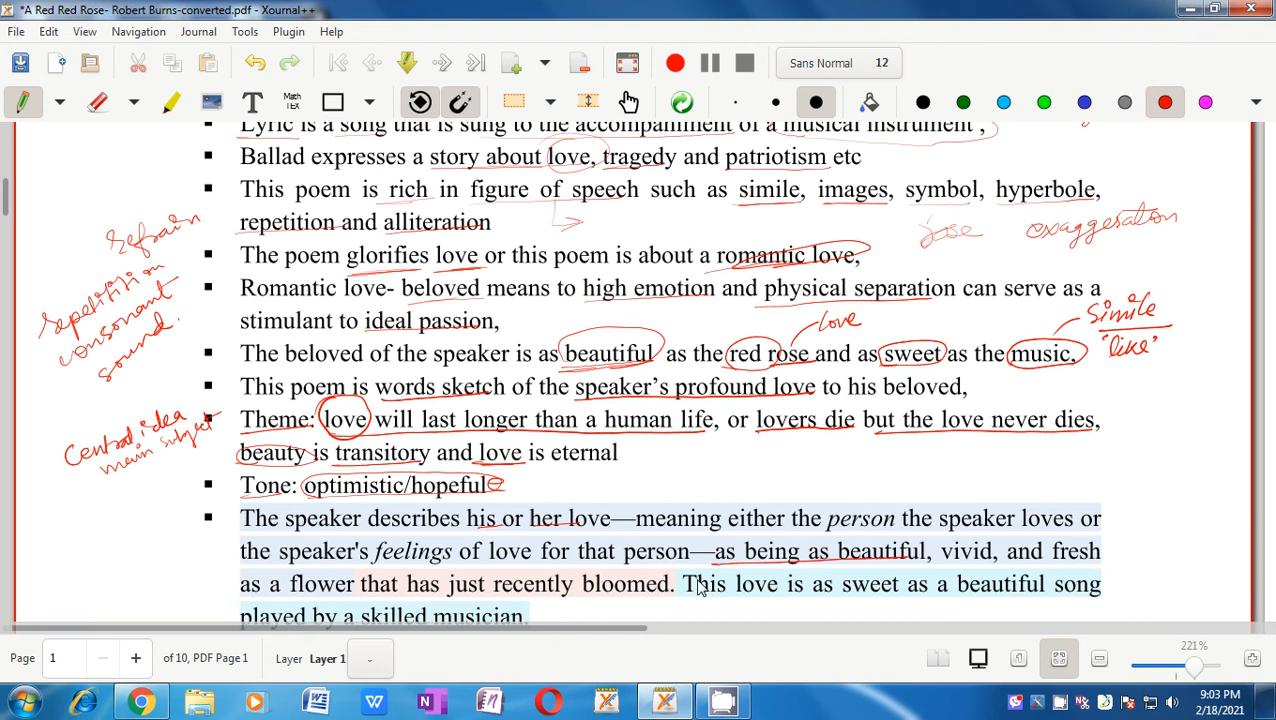 *A Red Red Rose- Robert Burns-converted.pdf - Xournal++
File Edit View Navigation Journal Tools Plugin Help
Sans Normal 12
Math
TEX
Lyric is a song that is sung to the accompaniment of a musical instrument ,
Ballad expresses a story about love, tragedy and patriotism etc
This poem is rich in figure of speech such as simile, images, symbol, hyperbole,
repetition and alliteration
refrain
rose exaggeration
The poem glorifies love or this poem is about a romantic love,
repetition
consonant
sound.
Romantic love- beloved means to high emotion and physical separation can serve as a
stimulant to ideal passion,
love
simile
"like"
The beloved of the speaker is as beautiful as the red rose and as sweet as the music,
This poem is words sketch of the speaker's profound love to his beloved,
Central idea
main subject
Theme: love will last longer than a human life, or lovers die but the love never dies,
beauty is transitory and love is eternal
Tone: optimistic/hopeful
The speaker describes his or her love—meaning either the person the speaker loves or
the speaker's feelings of love for that person—as being as beautiful, vivid, and fresh
as a flower that has just recently bloomed. This love is as sweet as a beautiful song
played by a skilled musician.
Page 1 of 10, PDF Page 1 Layer Layer 1 221%
9:03 PM
2/18/2021